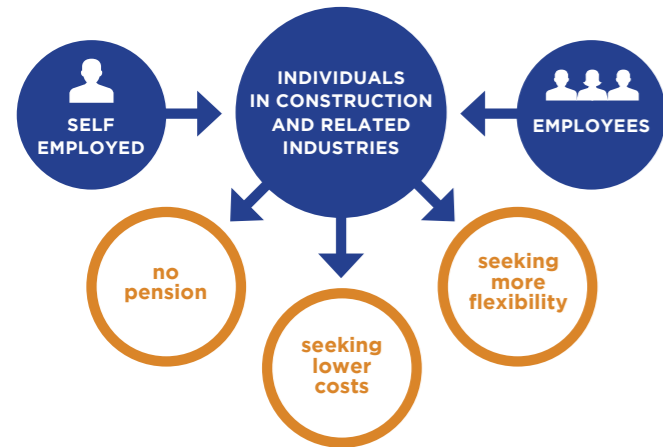 SELF
EMPLOYED
INDIVIDUALS
IN CONSTRUCTION
AND RELATED
INDUSTRIES
EMPLOYEES
no
pension
seeking
lower
costs
seeking
more
flexibility